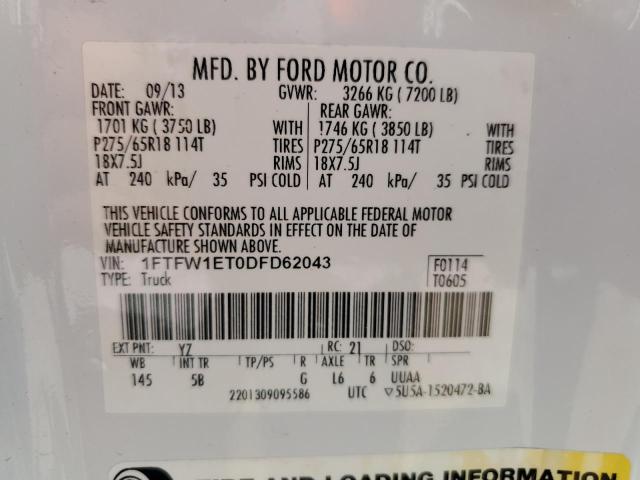 MFD. BY FORD MOTOR CO.
DATE: 09/13 GVWR: 3266 KG ( 7200 LB)
FRONT GAWR: REAR GAWR:
1701 KG ( 3750 LB) WITH 1746 KG ( 3850 LB) WITH
P275/65R18 114T TIRES P275/65R18 114T TIRES
18X7.5J RIMS 18X7.5J RIMS
AT 240 kPa/ 35 PSI COLD AT 240 kPa/ 35 PSI COLD
THIS VEHICLE CONFORMS TO ALL APPLICABLE FEDERAL MOTOR
VEHICLE SAFETY STANDARDS IN EFFECT ON THE DATE OF
MANUFACTURE SHOWN ABOVE.
VIN: 1FTFW1ET0DFD62043 F0114
TYPE: Truck T0605
EXT PNT: YZ RC: 21 DSO:
WB INT TR TP/PS R AXLE TR SPR
145 5B G L6 6 UUAA
2201309095586 UTC ▽5U5A-1520472-BA
TIRE AND LOADING INFORMATION